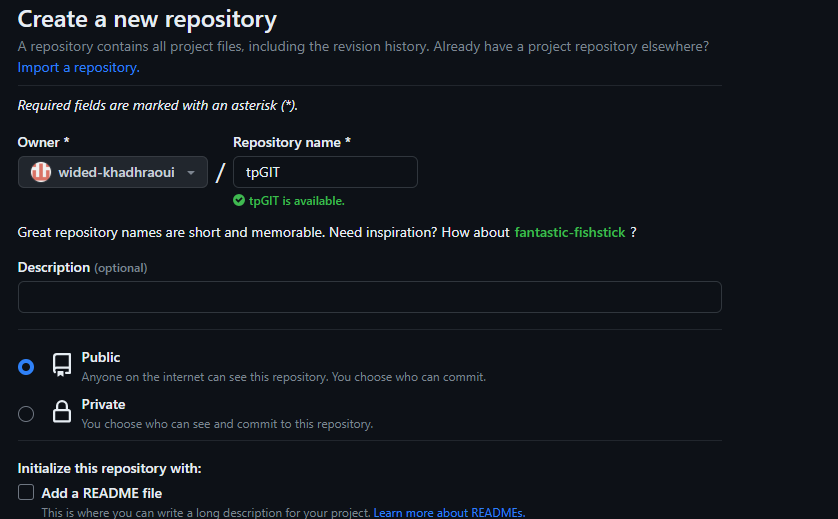 Create a new repository
A repository contains all project files, including the revision history. Already have a project repository elsewhere?
Import a repository.
Required fields are marked with an asterisk (*).
Owner * Repository name *
wided-khadhraoui / tpGIT
tpGIT is available.
Great repository names are short and memorable. Need inspiration? How about fantastic-fishstick ?
Description (optional)
Public
Anyone on the internet can see this repository. You choose who can commit.
Private
You choose who can see and commit to this repository.
Initialize this repository with:
Add a README file
This is where you can write a long description for your project. Learn more about READMEs.